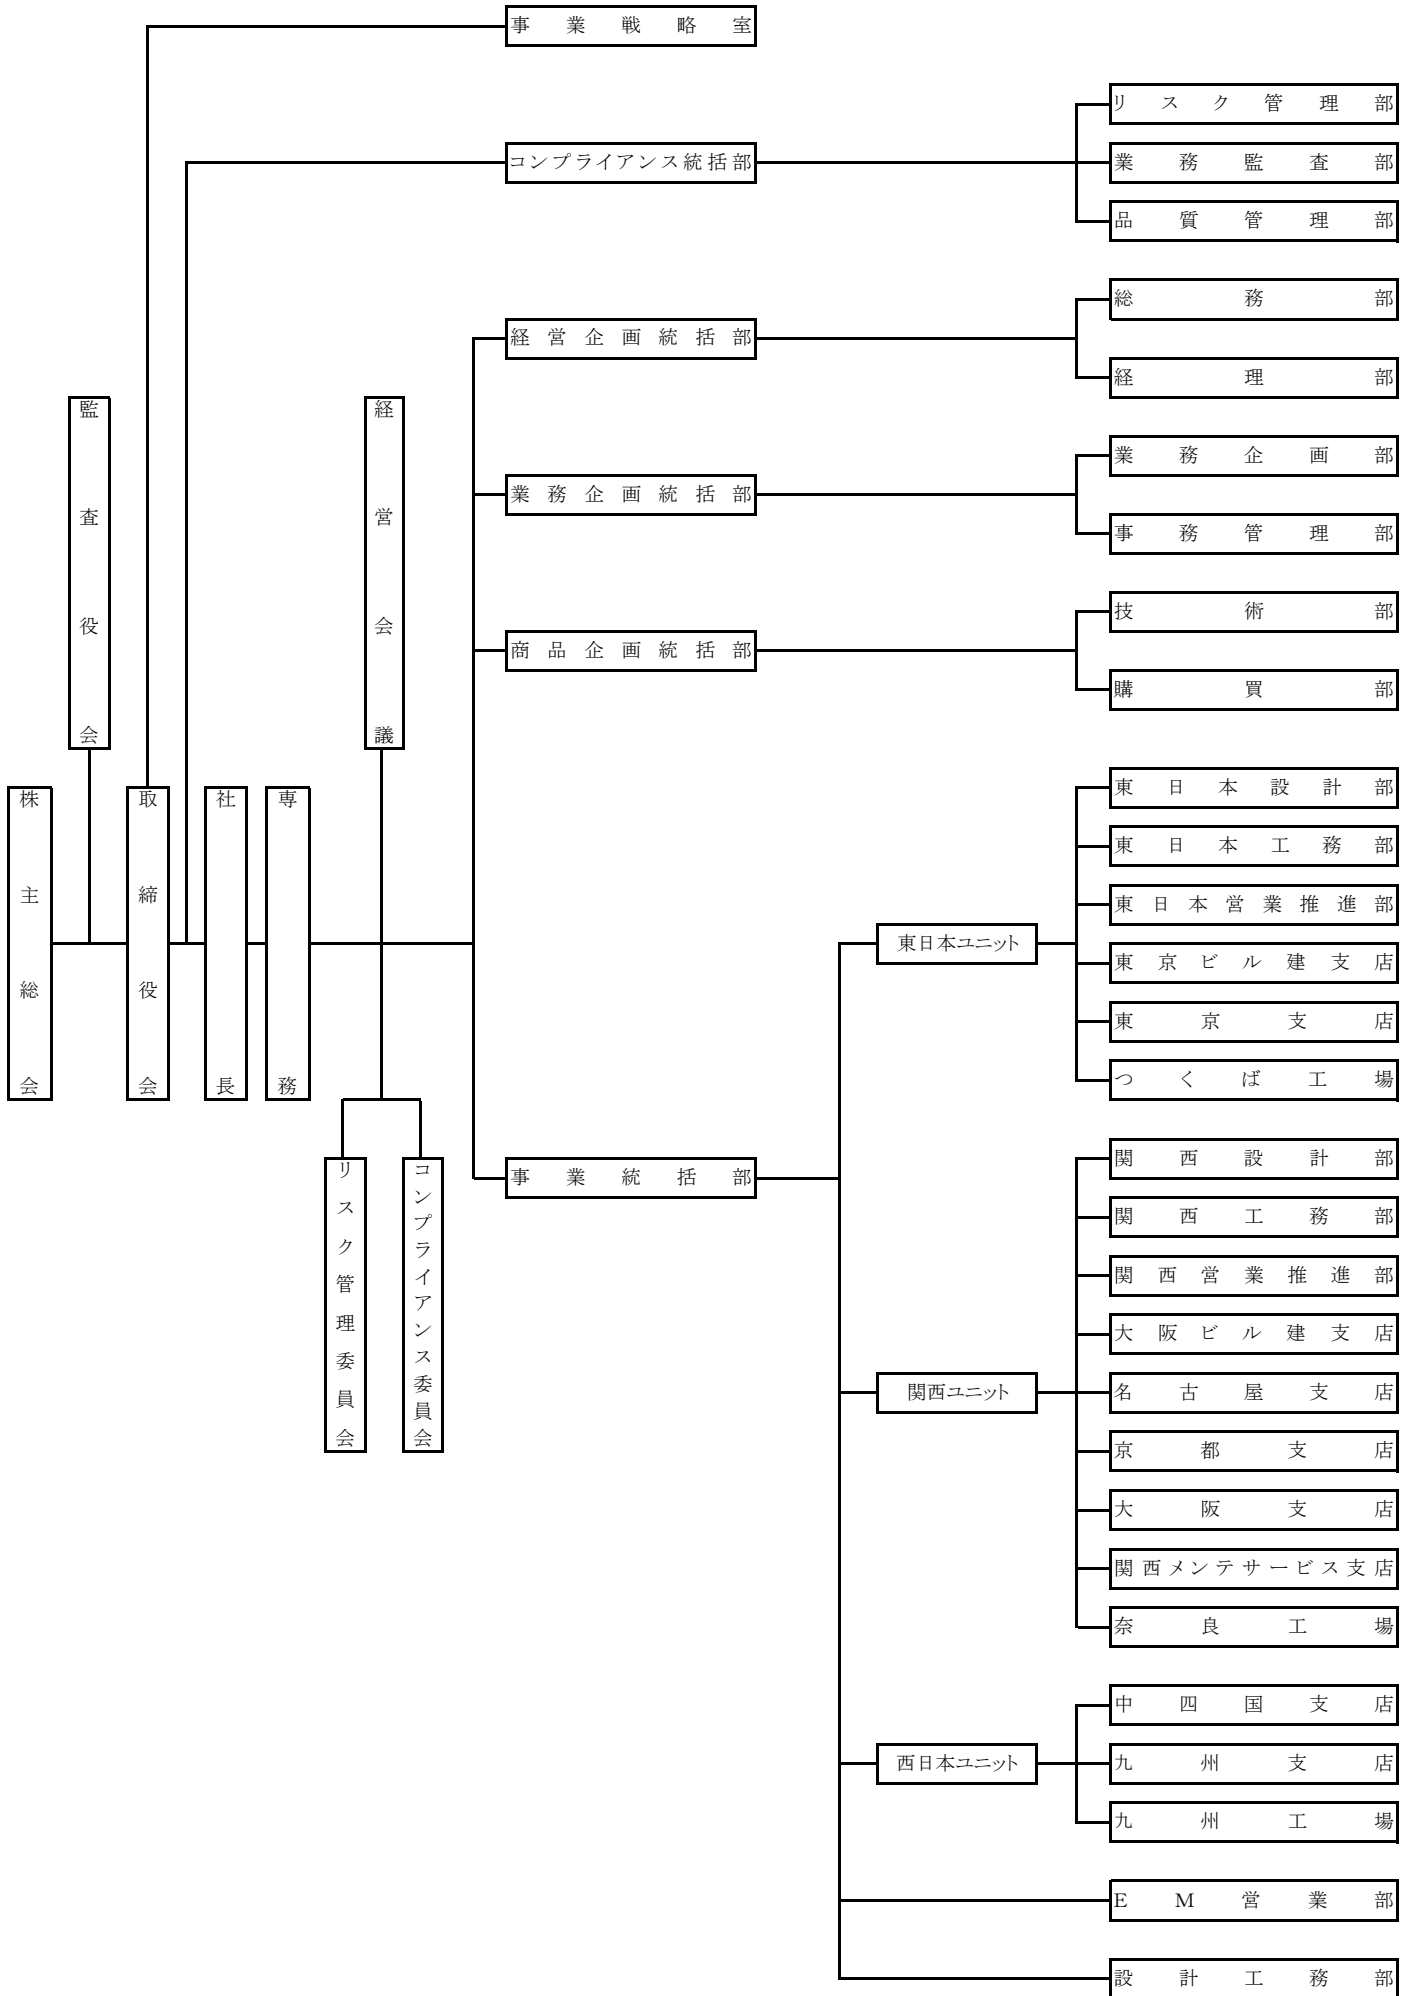 事業戦略室
コンプライアンス統括部
リスク管理部
業務監査部
品質管理部
経営企画統括部
総務部
経理部
業務企画統括部
業務企画部
事務管理部
商品企画統括部
技術部
購買部
監査役会
経営会議
株主総会
取締役会
社長
専務
リスク管理委員会
コンプライアンス委員会
事業統括部
東日本ユニット
東日本設計部
東日本工務部
東日本営業推進部
東京ビル建支店
東京支店
つくば工場
関西ユニット
関西設計部
関西工務部
関西営業推進部
大阪ビル建支店
名古屋支店
京都支店
大阪支店
関西メンテサービス支店
奈良工場
西日本ユニット
中四国支店
九州支店
九州工場
EM営業部
設計工務部